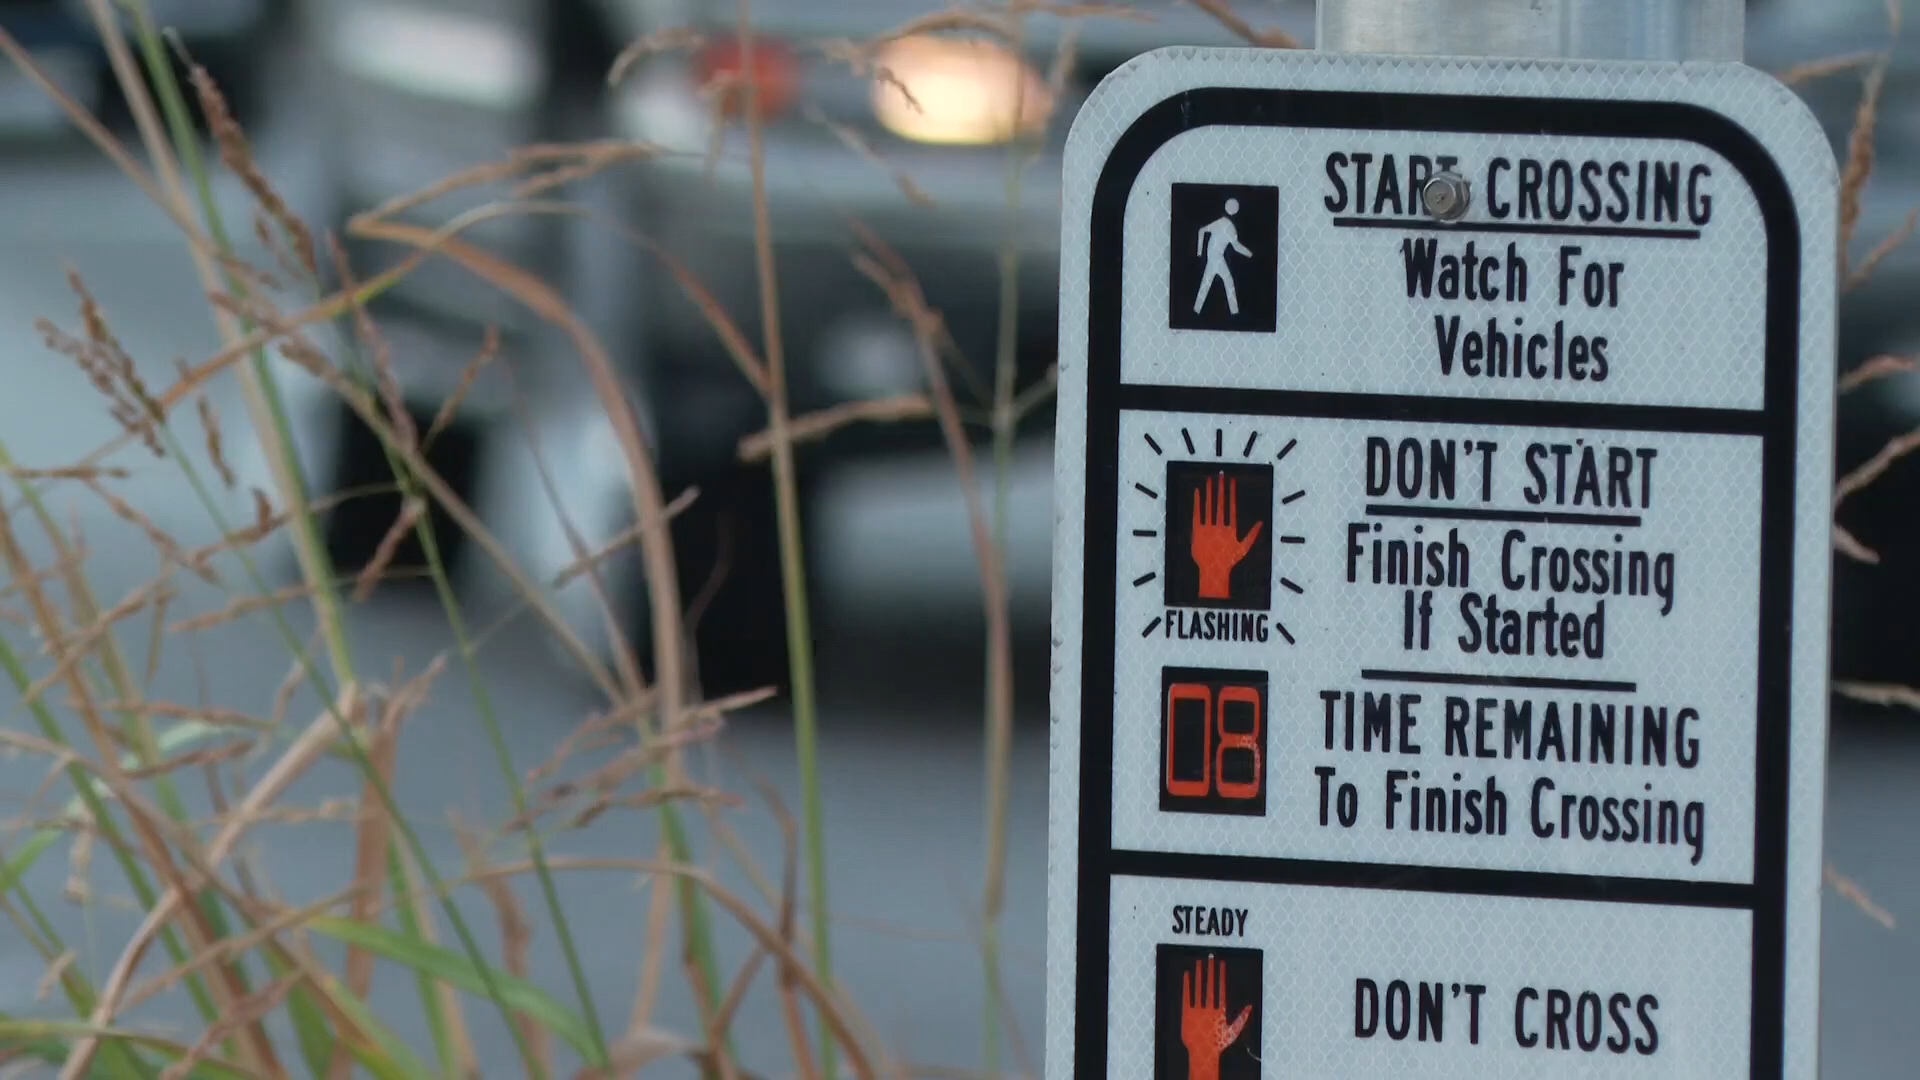 START CROSSING
Watch For
Vehicles
DON'T START
Finish Crossing
If Started
FLASHING
08
TIME REMAINING
To Finish Crossing
STEADY
DON'T CROSS